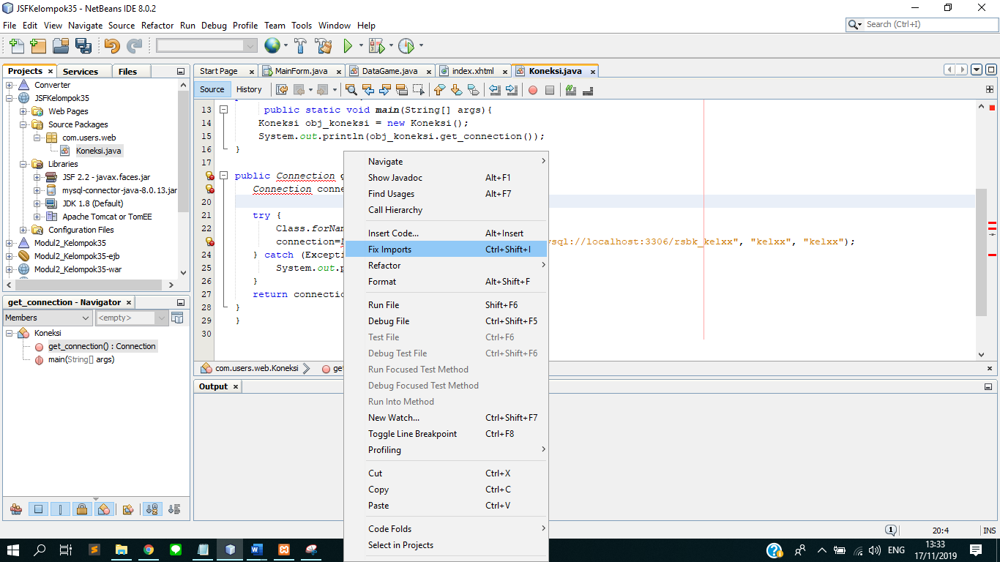 JSFKelompok35 - NetBeans IDE 8.0.2
File Edit View Navigate Source Refactor Run Debug Profile Team Tools Window Help
Search (Ctrl+I)
Projects Services Files
Converter
JSFKelompok35
Web Pages
Source Packages
com.users.web
Koneksi.java
Libraries
JSF 2.2 - javax.faces.jar
mysql-connector-java-8.0.13.jar
JDK 1.8 (Default)
Apache Tomcat or TomEE
Configuration Files
Modul2_Kelompok35
Modul2_Kelompok35-ejb
Modul2_Kelompok35-war
get_connection - Navigator
Members <empty>
Koneksi
get_connection() : Connection
main(String[] args)
Start Page MainForm.java DataGame.java index.xhtml Koneksi.java
Source History
13 public static void main(String[] args){
14 Koneksi obj_koneksi = new Koneksi();
15 System.out.println(obj_koneksi.get_connection());
16 }
17
public Connection g
Connection conne
20
21 try {
22 Class.forNam
connection= ysql://localhost:3306/rsbk_kelxx", "kelxx", "kelxx");
24 } catch (Excepti
25 System.out.p
26 }
27 return connectio
28 }
29 }
30
com.users.web.Koneksi ge
Output
Navigate
Show Javadoc Alt+F1
Find Usages Alt+F7
Call Hierarchy
Insert Code... Alt+Insert
Fix Imports Ctrl+Shift+I
Refactor
Format Alt+Shift+F
Run File Shift+F6
Debug File Ctrl+Shift+F5
Test File Ctrl+F6
Debug Test File Ctrl+Shift+F6
Run Focused Test Method
Debug Focused Test Method
Run Into Method
New Watch... Ctrl+Shift+F7
Toggle Line Breakpoint Ctrl+F8
Profiling
Cut Ctrl+X
Copy Ctrl+C
Paste Ctrl+V
Code Folds
Select in Projects
1 20:4 INS
ENG
13:33
17/11/2019